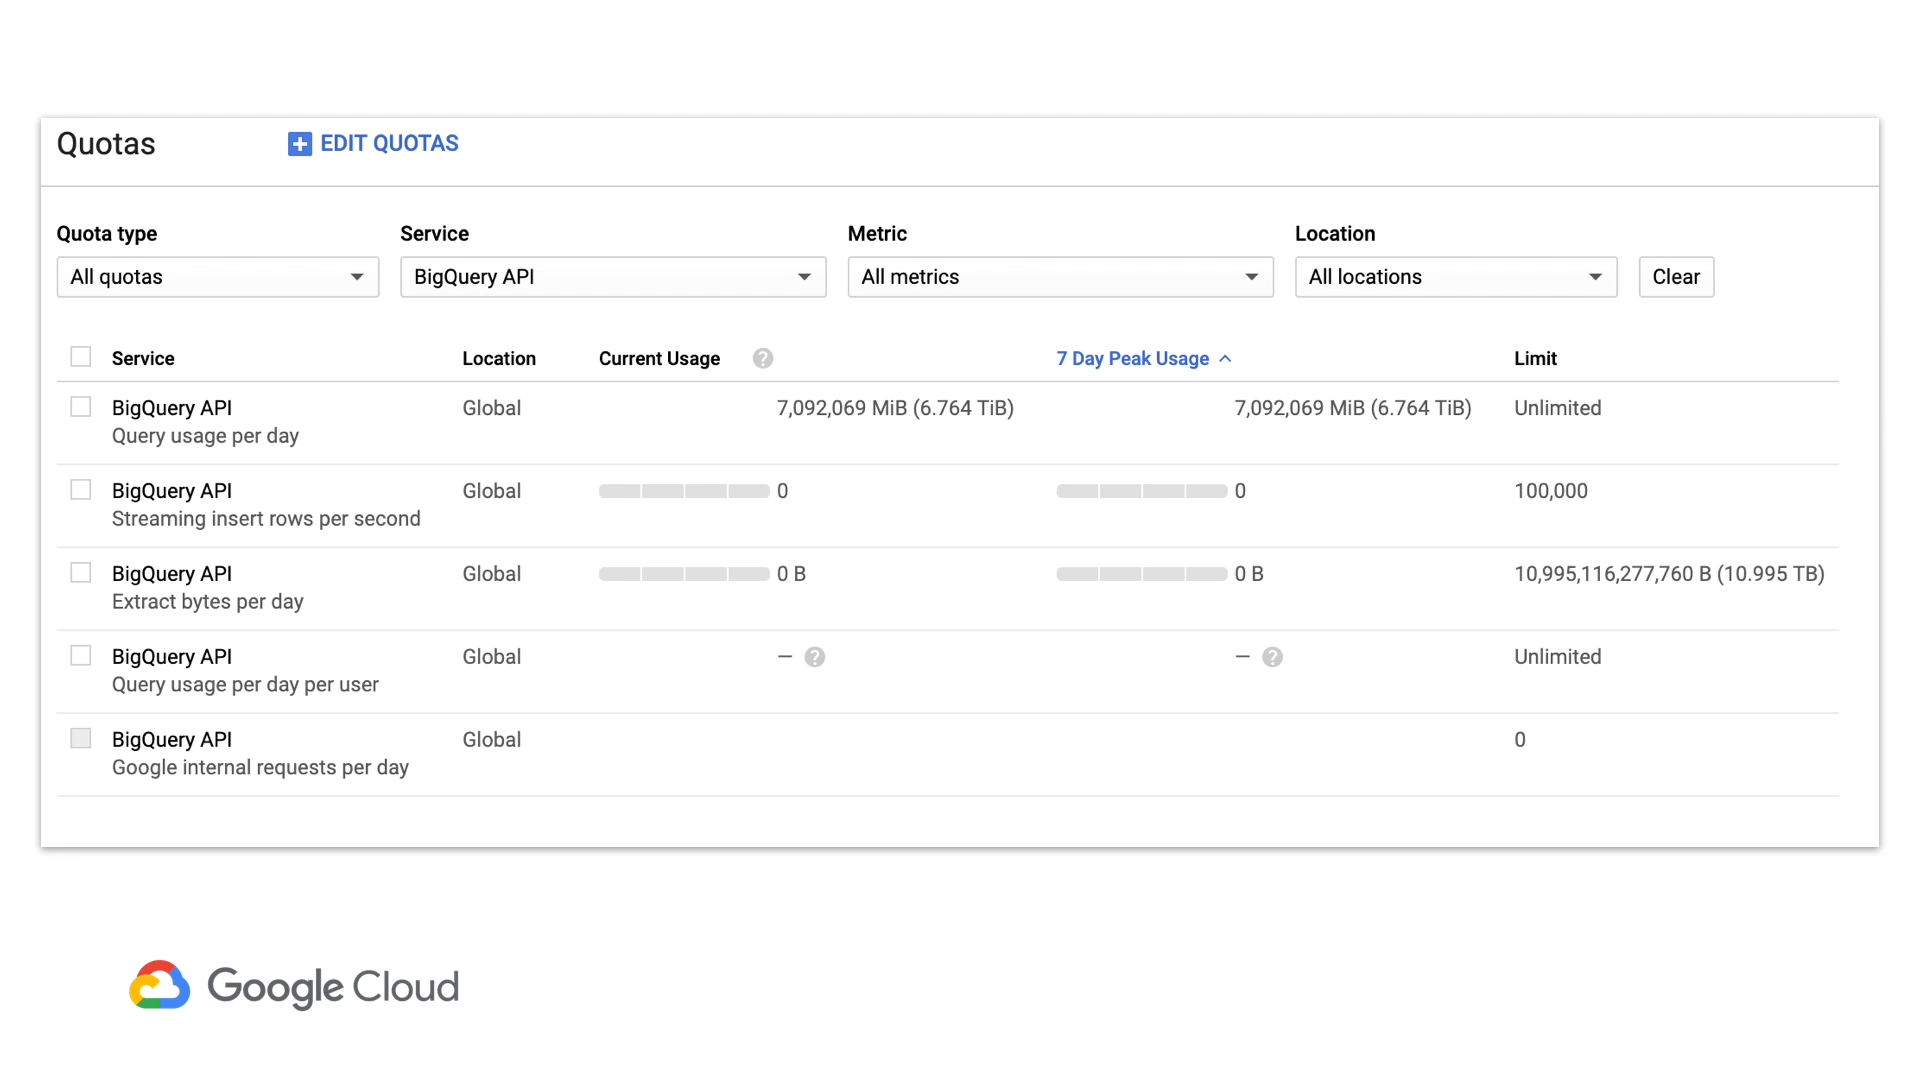 Quotas
EDIT QUOTAS
Quota type Service Metric Location
All quotas BigQuery API All metrics All locations Clear
Service Location Current Usage ? 7 Day Peak Usage Limit
BigQuery API Global 7,092,069 MiB (6.764 TiB) 7,092,069 MiB (6.764 TiB) Unlimited
Query usage per day
BigQuery API Global 0 0 100,000
Streaming insert rows per second
BigQuery API Global 0 B 0 B 10,995,116,277,760 B (10.995 TB)
Extract bytes per day
BigQuery API Global — ? — ? Unlimited
Query usage per day per user
BigQuery API Global 0
Google internal requests per day
Google Cloud